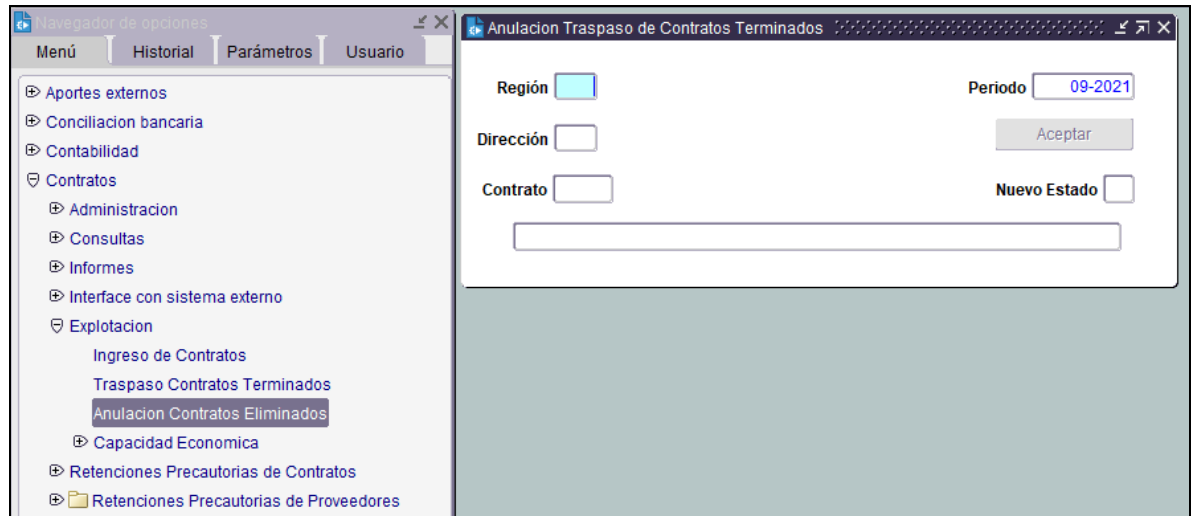 Navegador de opciones
Menú Historial Parámetros Usuario
Aportes externos
Conciliacion bancaria
Contabilidad
Contratos
Administracion
Consultas
Informes
Interface con sistema externo
Explotacion
Ingreso de Contratos
Traspaso Contratos Terminados
Anulacion Contratos Eliminados
Capacidad Economica
Retenciones Precautorias de Contratos
Retenciones Precautorias de Proveedores
Anulacion Traspaso de Contratos Terminados
Región Periodo 09-2021
Dirección Aceptar
Contrato Nuevo Estado